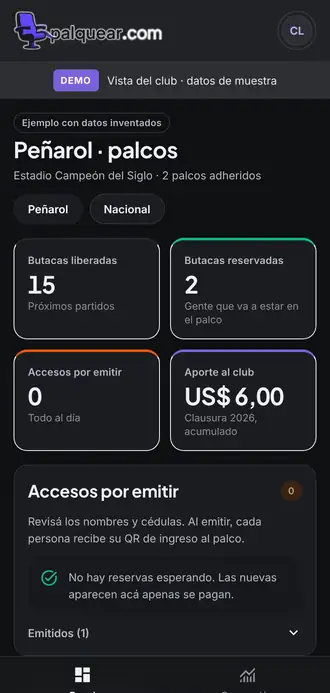 palquear.com
CL
DEMO Vista del club · datos de muestra
Ejemplo con datos inventados
Peñarol · palcos
Estadio Campeón del Siglo · 2 palcos adheridos
Peñarol Nacional
Butacas liberadas
15
Próximos partidos
Butacas reservadas
2
Gente que va a estar en
el palco
Accesos por emitir
0
Todo al día
Aporte al club
US$ 6,00
Clausura 2026,
acumulado
Accesos por emitir
0
Revisá los nombres y cédulas. Al emitir, cada
persona recibe su QR de ingreso al palco.
No hay reservas esperando. Las nuevas
aparecen acá apenas se pagan.
Emitidos (1)